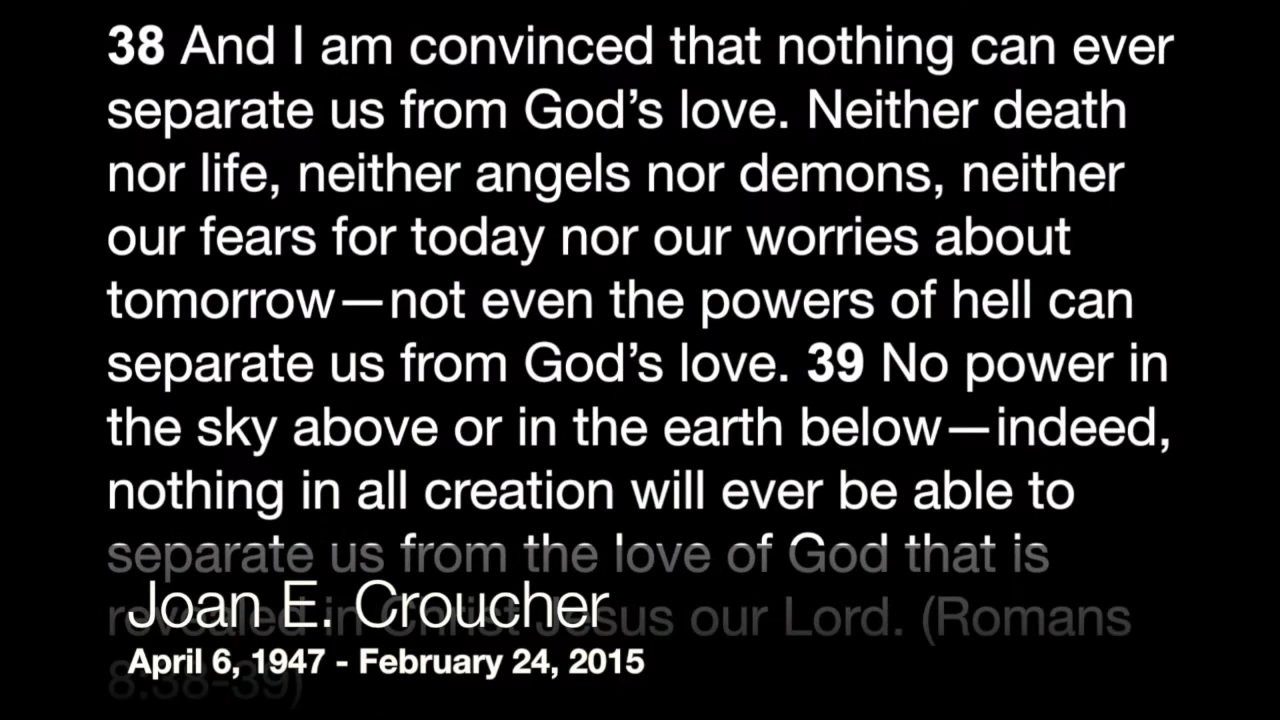 38 And I am convinced that nothing can ever
separate us from God’s love. Neither death
nor life, neither angels nor demons, neither
our fears for today nor our worries about
tomorrow—not even the powers of hell can
separate us from God’s love. 39 No power in
the sky above or in the earth below—indeed,
nothing in all creation will ever be able to
separate us from the love of God that is
revealed in Christ Jesus our Lord. (Romans
8:38-39)
Joan E. Croucher
April 6, 1947 - February 24, 2015